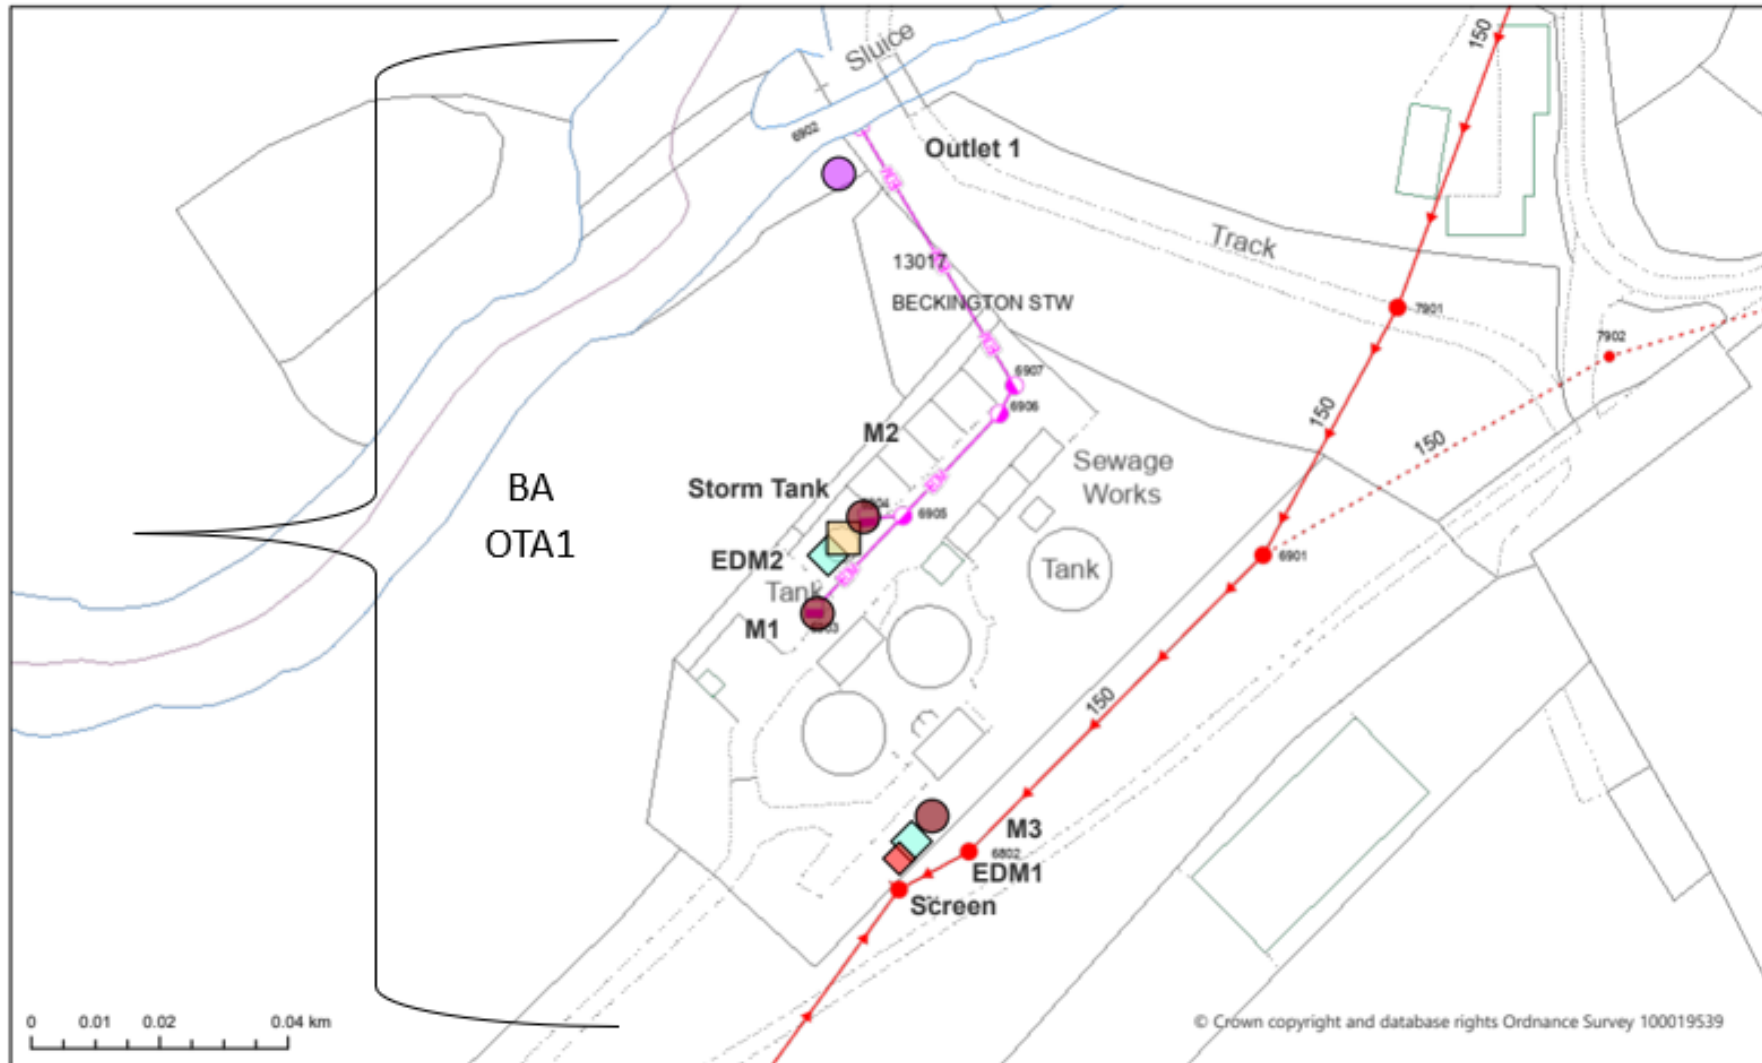 Sluice
150
6902
Outlet 1
Track
13017
BECKINGTON STW
7901
7902
6907
6906
150
150
M2
Sewage
Works
Storm Tank
6905
BA
OTA1
EDM2
6901
Tank
Tank
M1
150
M3
6802
EDM1
Screen
0 0.01 0.02 0.04 km
© Crown copyright and database rights Ordnance Survey 100019539